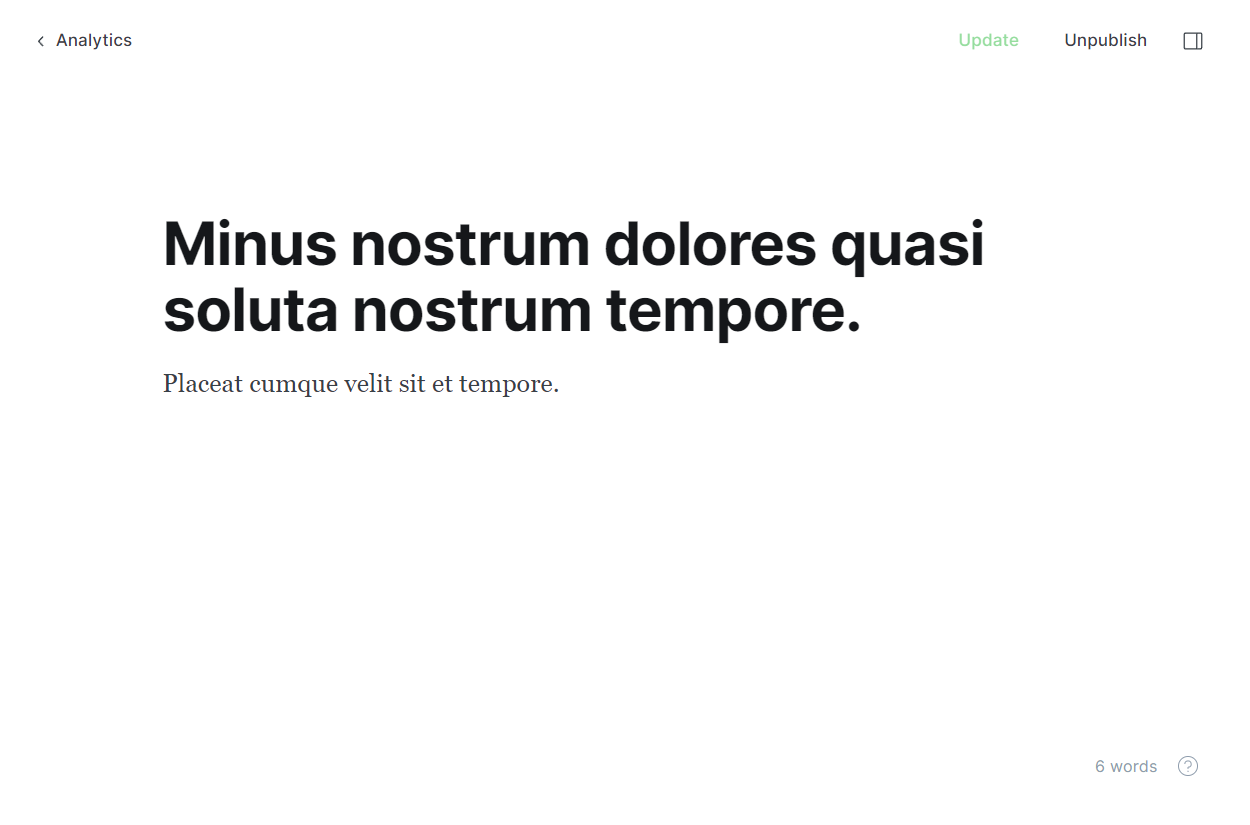 Analytics
Update
Unpublish
Minus nostrum dolores quasi
soluta nostrum tempore.
Placeat cumque velit sit et tempore.
6 words
?